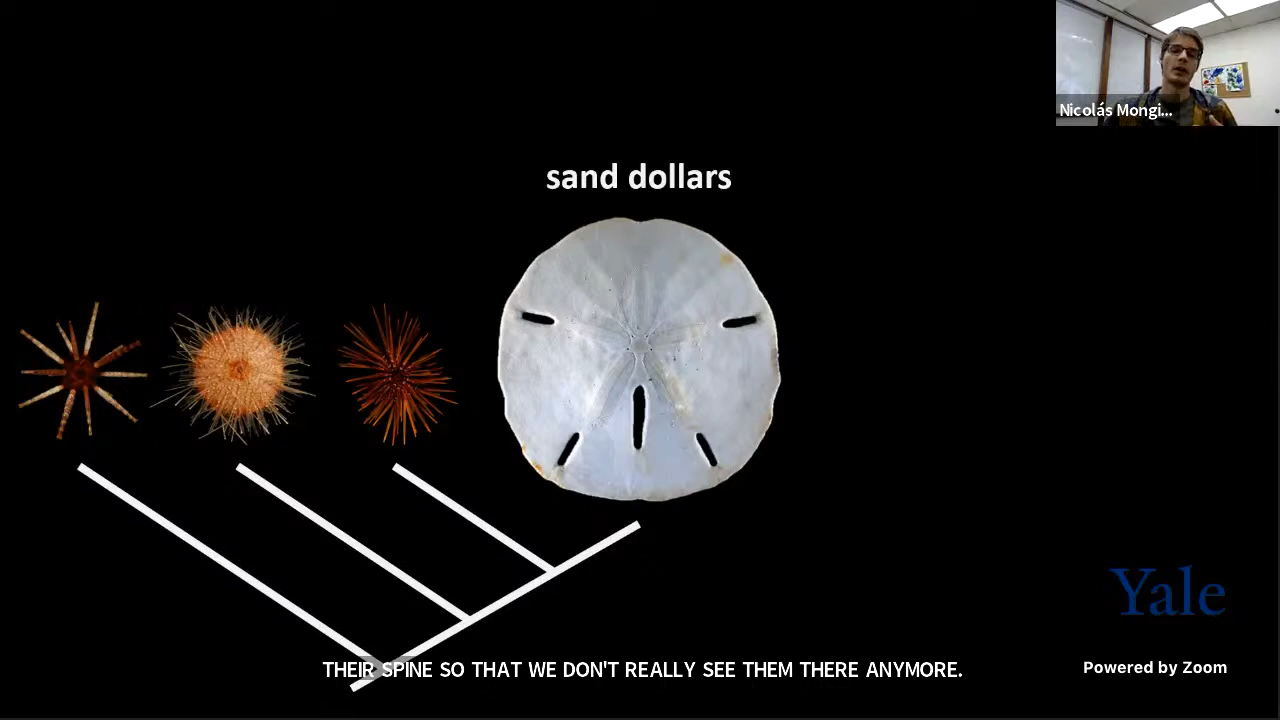 Nicolás Mongi...
sand dollars
Yale
THEIR SPINE SO THAT WE DON'T REALLY SEE THEM THERE ANYMORE.
Powered by Zoom